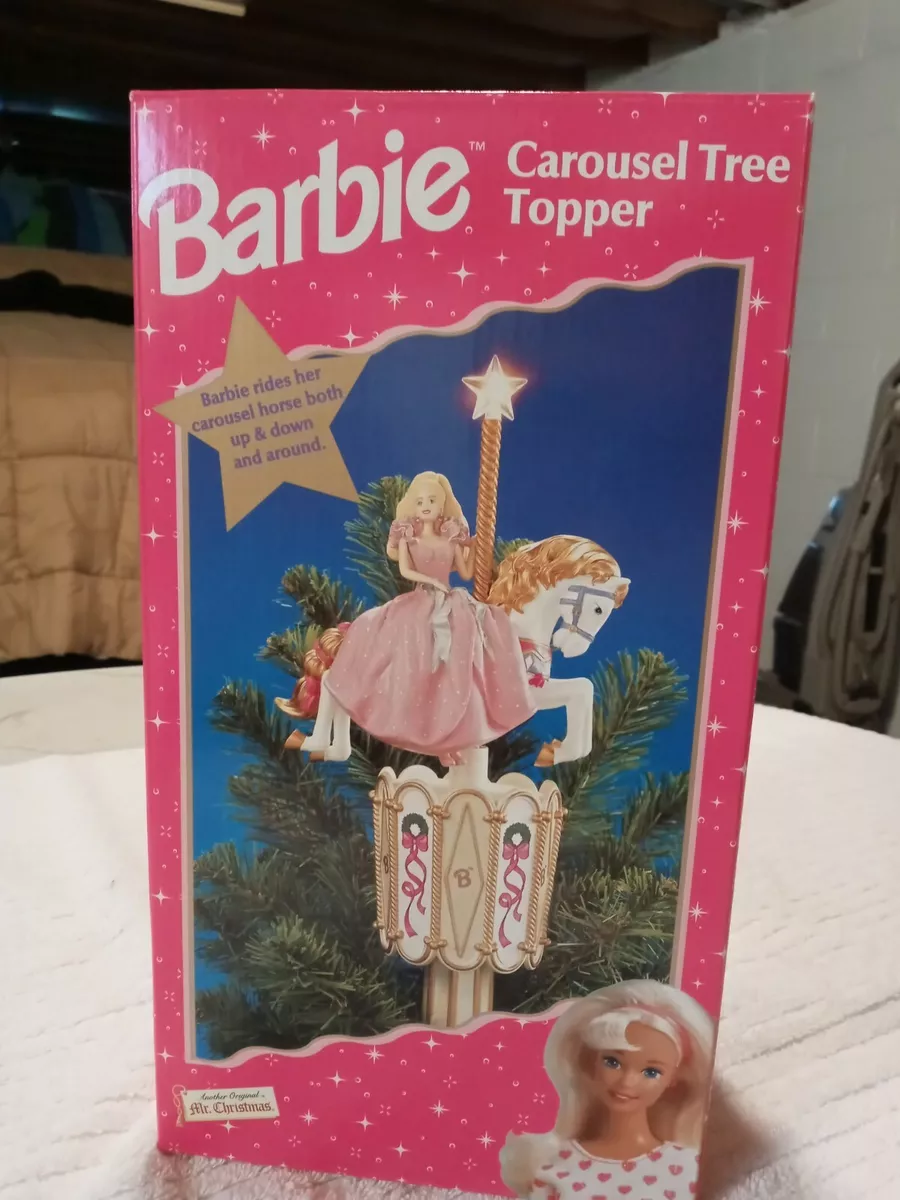 Barbie™
Carousel Tree
Topper
Barbie rides her
carousel horse both
up & down
and around.
B
Another Original
Mr. Christmas.